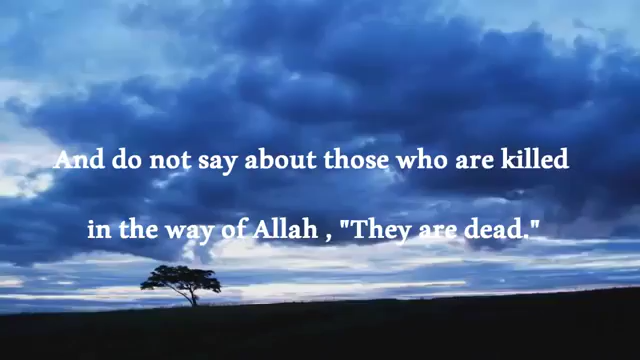 And do not say about those who are killed
in the way of Allah , "They are dead."